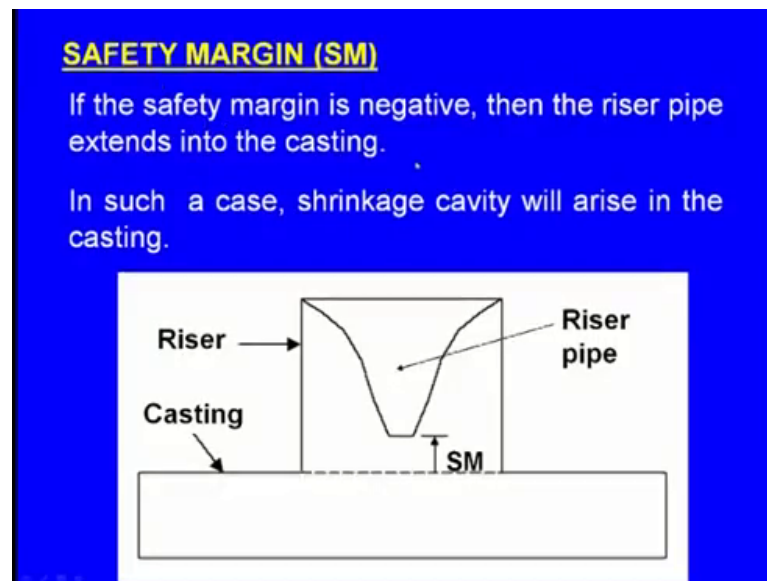 SAFETY MARGIN (SM)
If the safety margin is negative, then the riser pipe
extends into the casting.
In such a case, shrinkage cavity will arise in the
casting.
Riser
Riser
pipe
Casting
SM